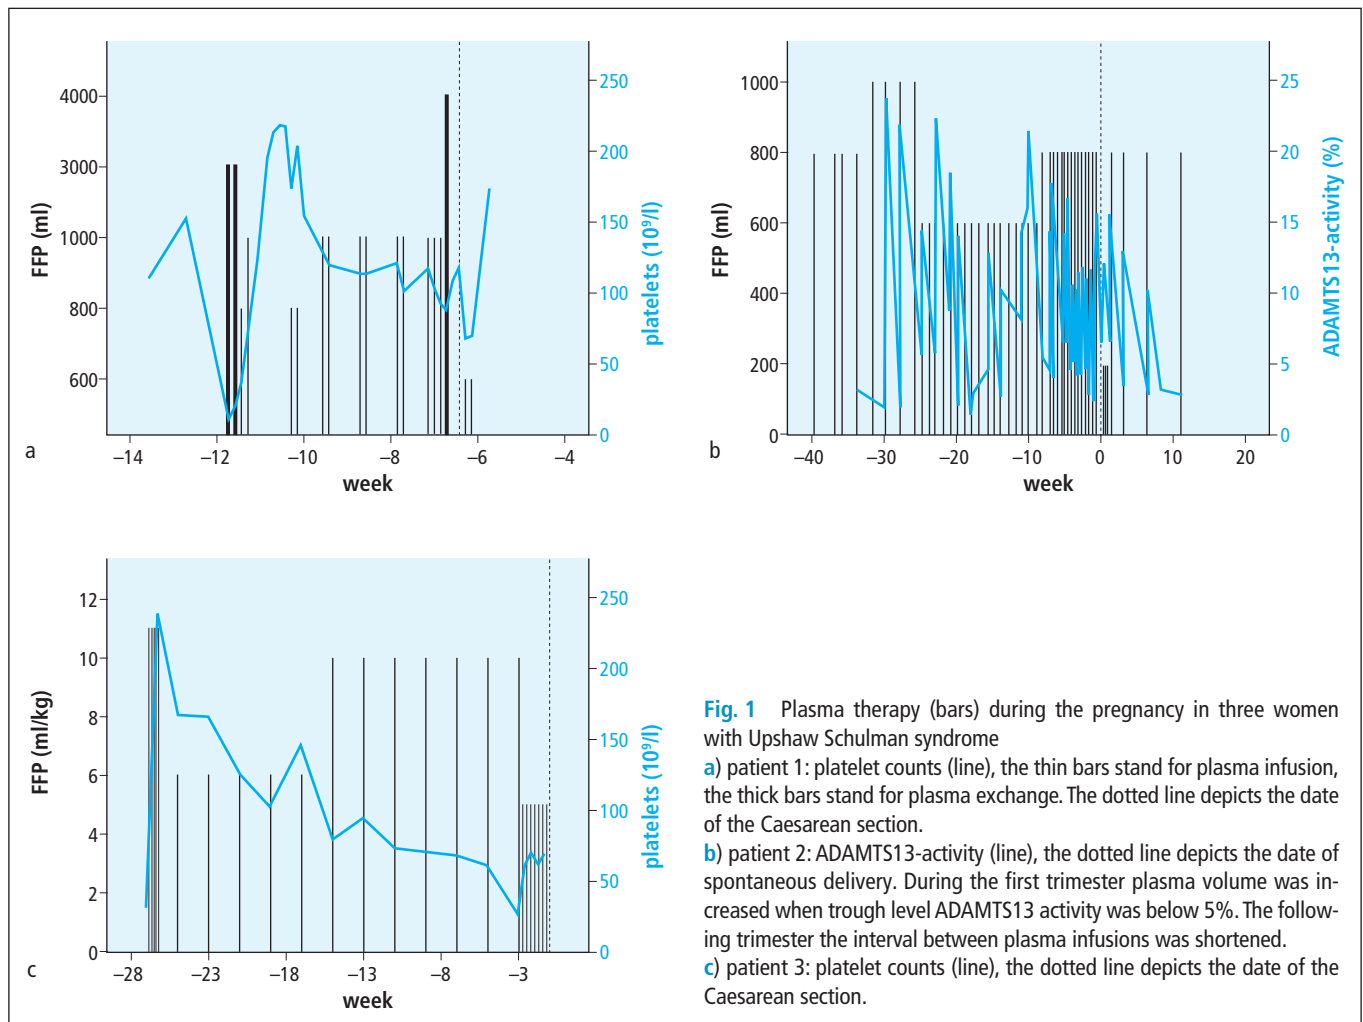 4000
3000
1000
800
600
FFP (ml)
250
200
150
100
50
0
platelets (10⁹/l)
–14
–12
–10
–8
–6
–4
week
a
1000
800
600
400
200
0
FFP (ml)
25
20
15
10
5
0
ADAMTS13-activity (%)
–40
–30
–20
–10
0
10
20
week
b
12
10
8
6
4
2
0
FFP (ml/kg)
250
200
150
100
50
0
platelets (10⁹/l)
–28
–23
–18
–13
–8
–3
week
c
Fig. 1 Plasma therapy (bars) during the pregnancy in three women
with Upshaw Schulman syndrome
a) patient 1: platelet counts (line), the thin bars stand for plasma infusion,
the thick bars stand for plasma exchange. The dotted line depicts the date
of the Caesarean section.
b) patient 2: ADAMTS13-activity (line), the dotted line depicts the date of
spontaneous delivery. During the first trimester plasma volume was in-
creased when trough level ADAMTS13 activity was below 5%. The follow-
ing trimester the interval between plasma infusions was shortened.
c) patient 3: platelet counts (line), the dotted line depicts the date of the
Caesarean section.